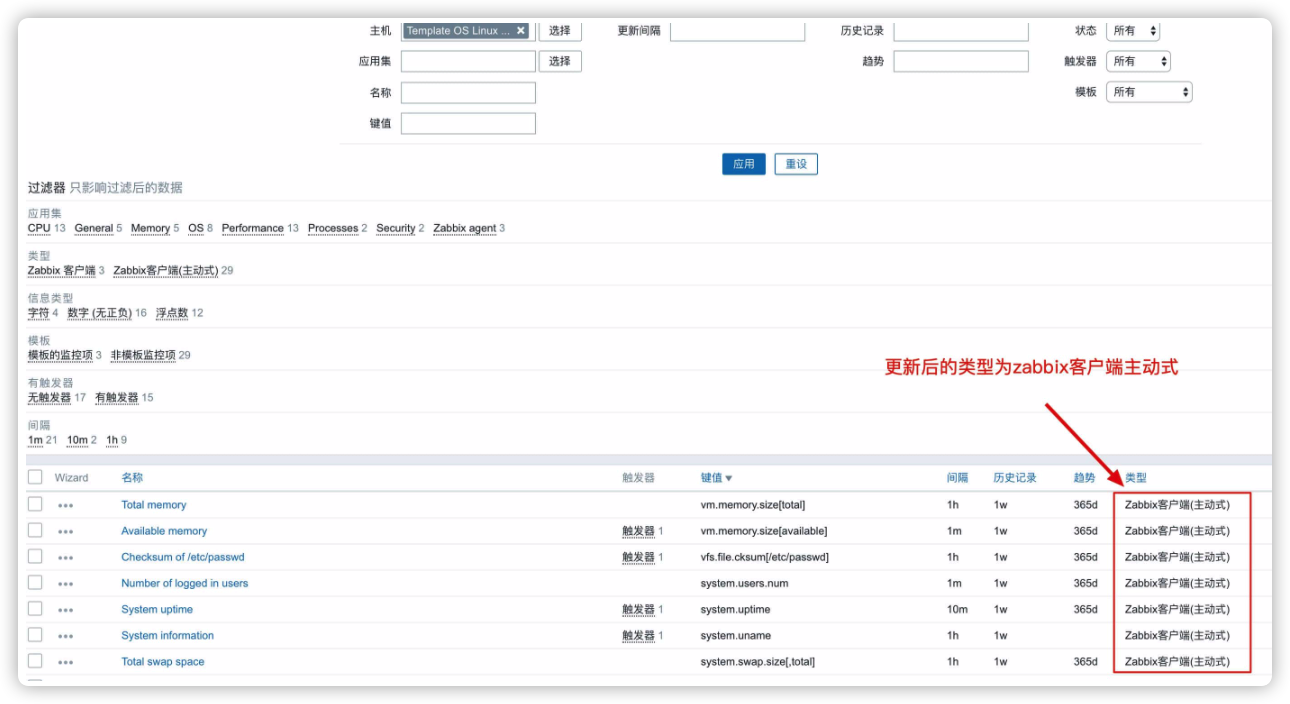 主机 Template OS Linux ... × 选择 更新间隔 历史记录 状态 所有
应用集 选择 趋势 触发器 所有
名称 模板 所有
键值
应用 重设
过滤器 只影响过滤后的数据
应用集
CPU 13 General 5 Memory 5 OS 8 Performance 13 Processes 2 Security 2 Zabbix agent 3
类型
Zabbix 客户端 3 Zabbix客户端(主动式) 29
信息类型
字符 4 数字 (无正负) 16 浮点数 12
模板
模板的监控项 3 非模板监控项 29
更新后的类型为zabbix客户端主动式
有触发器
无触发器 17 有触发器 15
间隔
1m 21 10m 2 1h 9
Wizard 名称 触发器 键值 ▼ 间隔 历史记录 趋势 类型
••• Total memory vm.memory.size[total] 1h 1w 365d Zabbix客户端(主动式)
••• Available memory 触发器 1 vm.memory.size[available] 1m 1w 365d Zabbix客户端(主动式)
••• Checksum of /etc/passwd 触发器 1 vfs.file.cksum[/etc/passwd] 1h 1w 365d Zabbix客户端(主动式)
••• Number of logged in users system.users.num 1m 1w 365d Zabbix客户端(主动式)
••• System uptime 触发器 1 system.uptime 10m 1w 365d Zabbix客户端(主动式)
••• System information 触发器 1 system.uname 1h 1w Zabbix客户端(主动式)
••• Total swap space system.swap.size[,total] 1h 1w 365d Zabbix客户端(主动式)